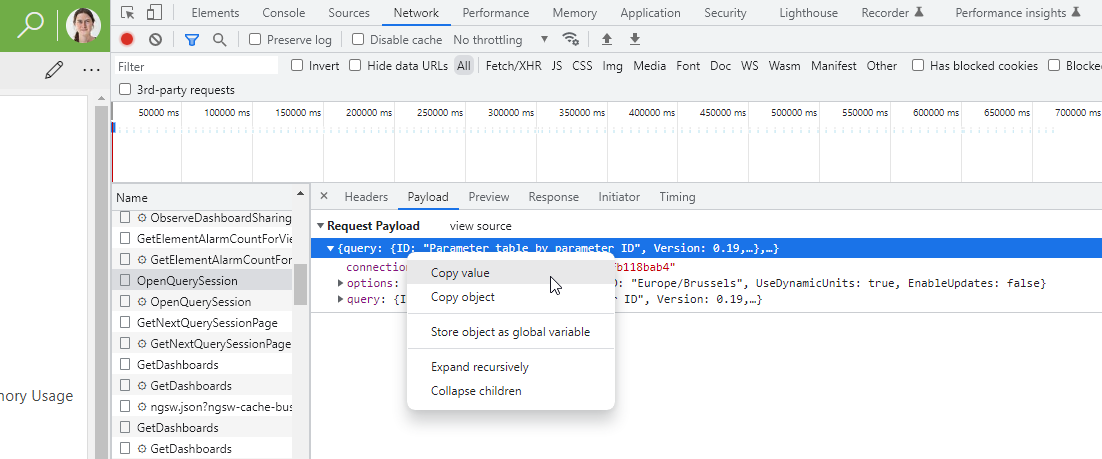 Elements Console Sources Network Performance Memory Application Security Lighthouse Recorder Performance insights
Preserve log Disable cache No throttling
Filter Invert Hide data URLs All Fetch/XHR JS CSS Img Media Font Doc WS Wasm Manifest Other Has blocked cookies Blocke
3rd-party requests
50000 ms 100000 ms 150000 ms 200000 ms 250000 ms 300000 ms 350000 ms 400000 ms 450000 ms 500000 ms 550000 ms 600000 ms 650000 ms 700000 ms
Name
ObserveDashboardSharing
GetElementAlarmCountForVie
GetElementAlarmCountFor
OpenQuerySession
OpenQuerySession
GetNextQuerySessionPage
GetNextQuerySessionPage
GetDashboards
GetDashboards
ngsw.json?ngsw-cache-bus
GetDashboards
GetDashboards
Headers Payload Preview Response Initiator Timing
Request Payload view source
{query: {ID: "Parameter table by parameter ID", Version: 0.19,…},…}
connection b118bab4"
options: : "Europe/Brussels", UseDynamicUnits: true, EnableUpdates: false}
query: {I er ID", Version: 0.19,…}
Copy value
Copy object
Store object as global variable
Expand recursively
Collapse children
ory Usage